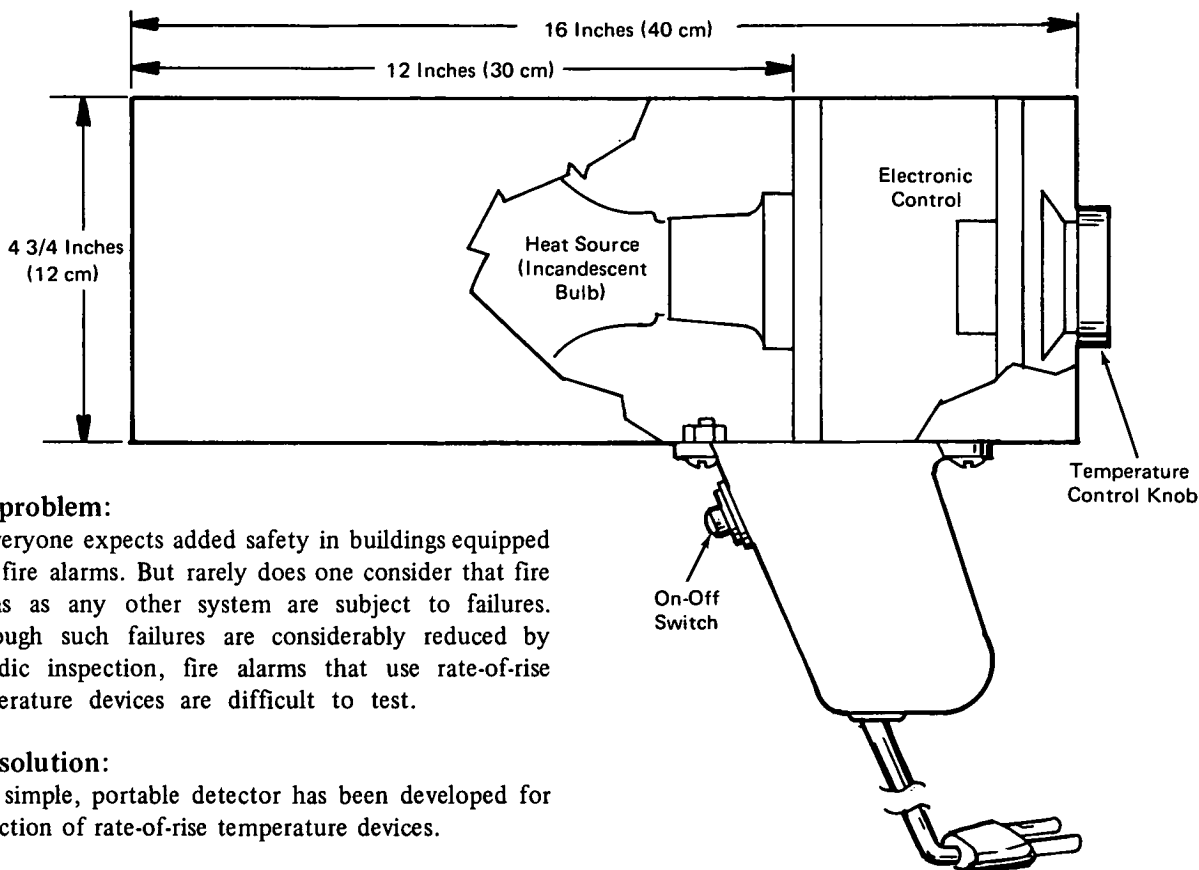 16 Inches (40 cm)
12 Inches (30 cm)
4 3/4 Inches
(12 cm)
Heat Source
(Incandescent
Bulb)
Electronic
Control
Temperature
Control Knob
On-Off
Switch
problem:
veryone expects added safety in buildings equipped
fire alarms. But rarely does one consider that fire
as any other system are subject to failures.
ough such failures are considerably reduced by
dic inspection, fire alarms that use rate-of-rise
erature devices are difficult to test.
solution:
simple, portable detector has been developed for
ction of rate-of-rise temperature devices.